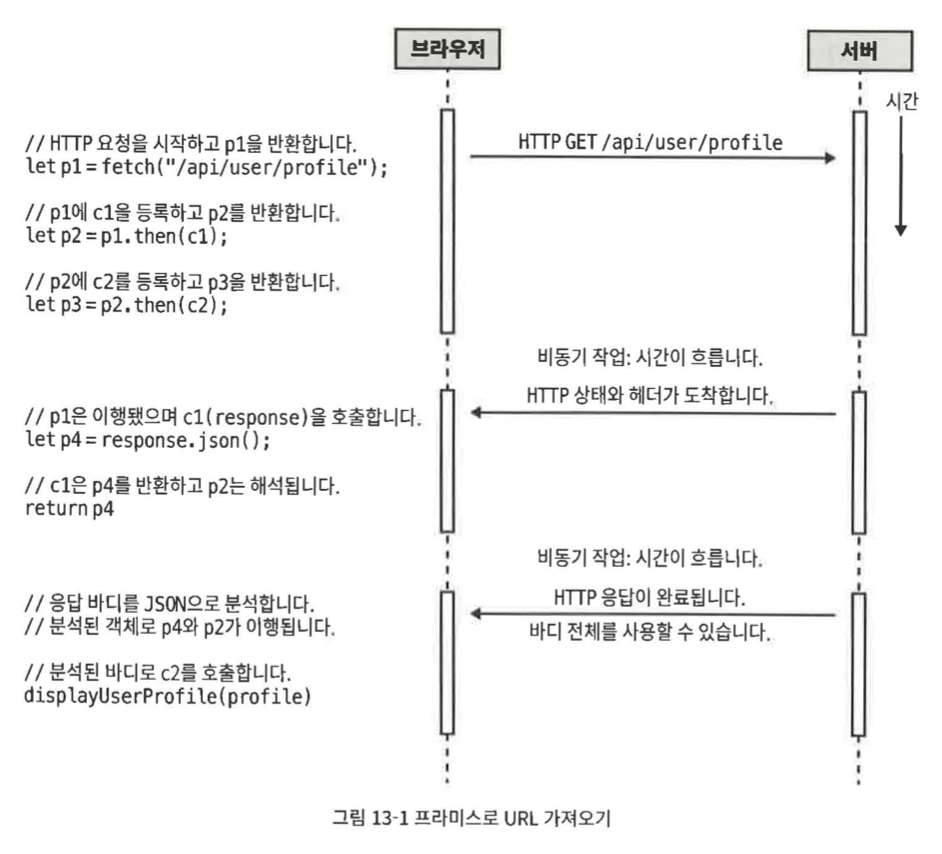 브라우저
서버
시간
// HTTP 요청을 시작하고 p1을 반환합니다.
let p1 = fetch("/api/user/profile");
HTTP GET /api/user/profile
// p1에 c1을 등록하고 p2를 반환합니다.
let p2 = p1.then(c1);
// p2에 c2를 등록하고 p3을 반환합니다.
let p3 = p2.then(c2);
비동기 작업: 시간이 흐릅니다.
HTTP 상태와 헤더가 도착합니다.
// p1은 이행됐으며 c1(response)을 호출합니다.
let p4 = response.json();
// c1은 p4를 반환하고 p2는 해석됩니다.
return p4
비동기 작업: 시간이 흐릅니다.
HTTP 응답이 완료됩니다.
바디 전체를 사용할 수 있습니다.
// 응답 바디를 JSON으로 분석합니다.
// 분석된 객체로 p4와 p2가 이행됩니다.
// 분석된 바디로 c2를 호출합니다.
displayUserProfile(profile)
그림 13-1 프라미스로 URL 가져오기